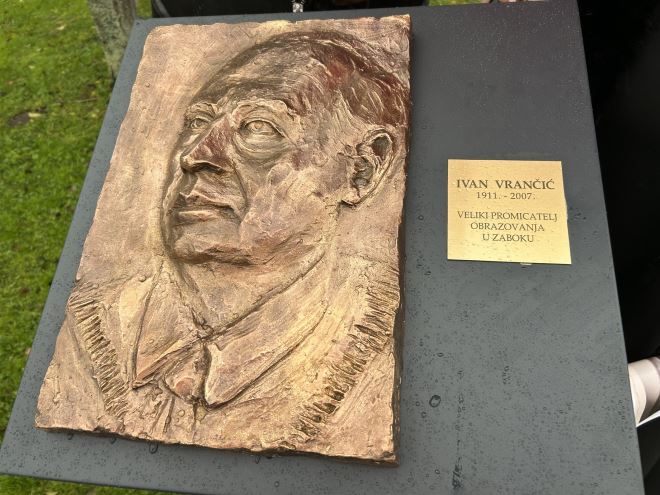 IVAN VRANČIĆ
1911. - 2007.
VELIKI PROMICATELJ
OBRAZOVANJA
U ZABOKU